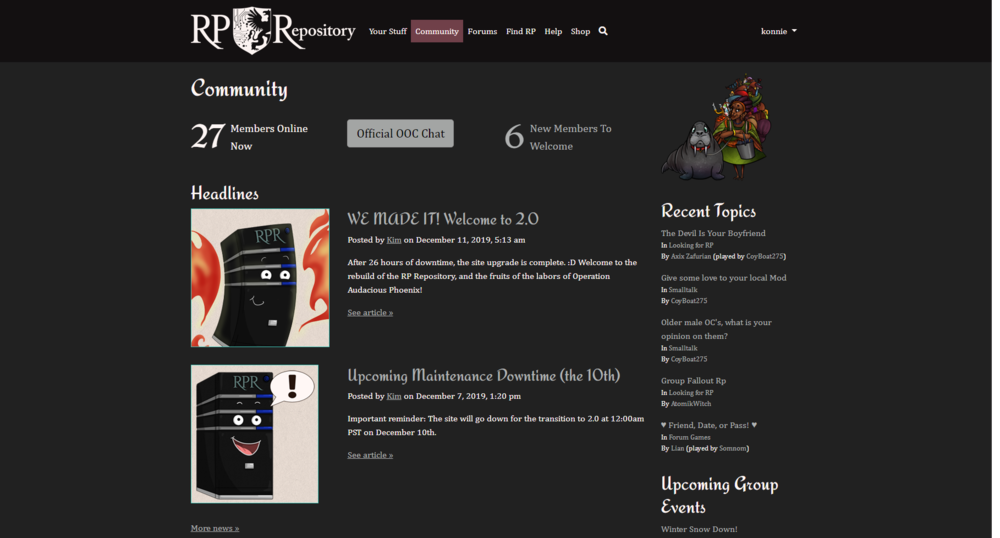 RP Repository
Your Stuff Community Forums Find RP Help Shop
konnie
Community
27 Members Online Now
Official OOC Chat
6 New Members To Welcome
Headlines
RPR
WE MADE IT! Welcome to 2.0
Posted by Kim on December 11, 2019, 5:13 am
After 26 hours of downtime, the site upgrade is complete. :D Welcome to the
rebuild of the RP Repository, and the fruits of the labors of Operation
Audacious Phoenix!
See article »
RPR
!
Upcoming Maintenance Downtime (the 10th)
Posted by Kim on December 7, 2019, 1:20 pm
Important reminder: The site will go down for the transition to 2.0 at 12:00am
PST on December 10th.
See article »
More news »
Recent Topics
The Devil Is Your Boyfriend
In Looking for RP
By Axix Zafurian (played by CoyBoat275)
Give some love to your local Mod
In Smalltalk
By CoyBoat275
Older male OC's, what is your
opinion on them?
In Smalltalk
By CoyBoat275
Group Fallout Rp
In Looking for RP
By AtomikWitch
♥ Friend, Date, or Pass! ♥
In Forum Games
By Lian (played by Somnom)
Upcoming Group
Events
Winter Snow Down!